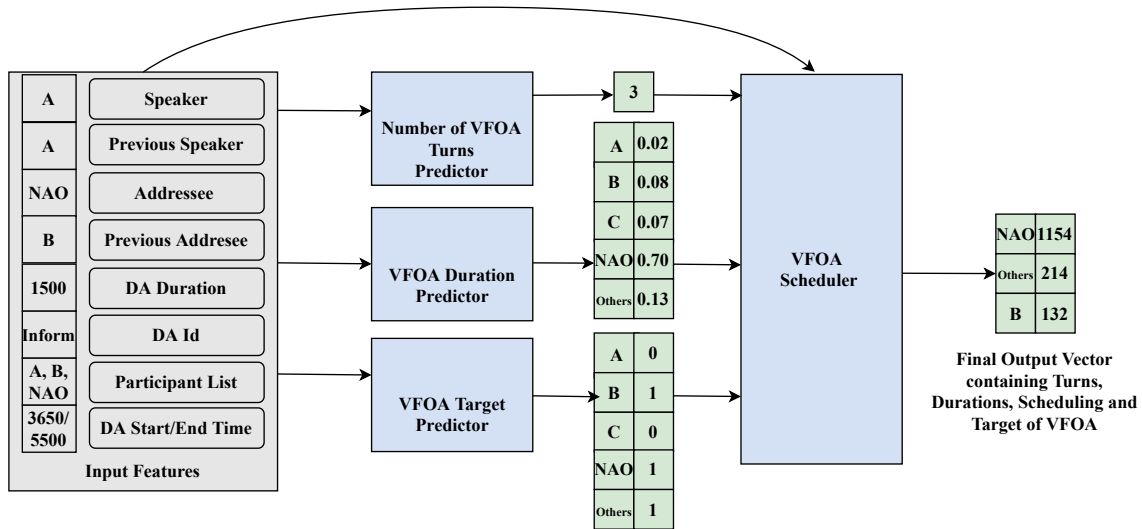 A
Speaker
A
Previous Speaker
NAO
Addressee
B
Previous Addresee
1500
DA Duration
Inform
DA Id
A, B,
NAO
Participant List
3650/
5500
DA Start/End Time
Input Features
Number of VFOA
Turns
Predictor
VFOA Duration
Predictor
VFOA Target
Predictor
3
A 0.02
B 0.08
C 0.07
NAO 0.70
Others 0.13
A 0
B 1
C 0
NAO 1
Others 1
VFOA
Scheduler
NAO 1154
Others 214
B 132
Final Output Vector
containing Turns,
Durations, Scheduling and
Target of VFOA